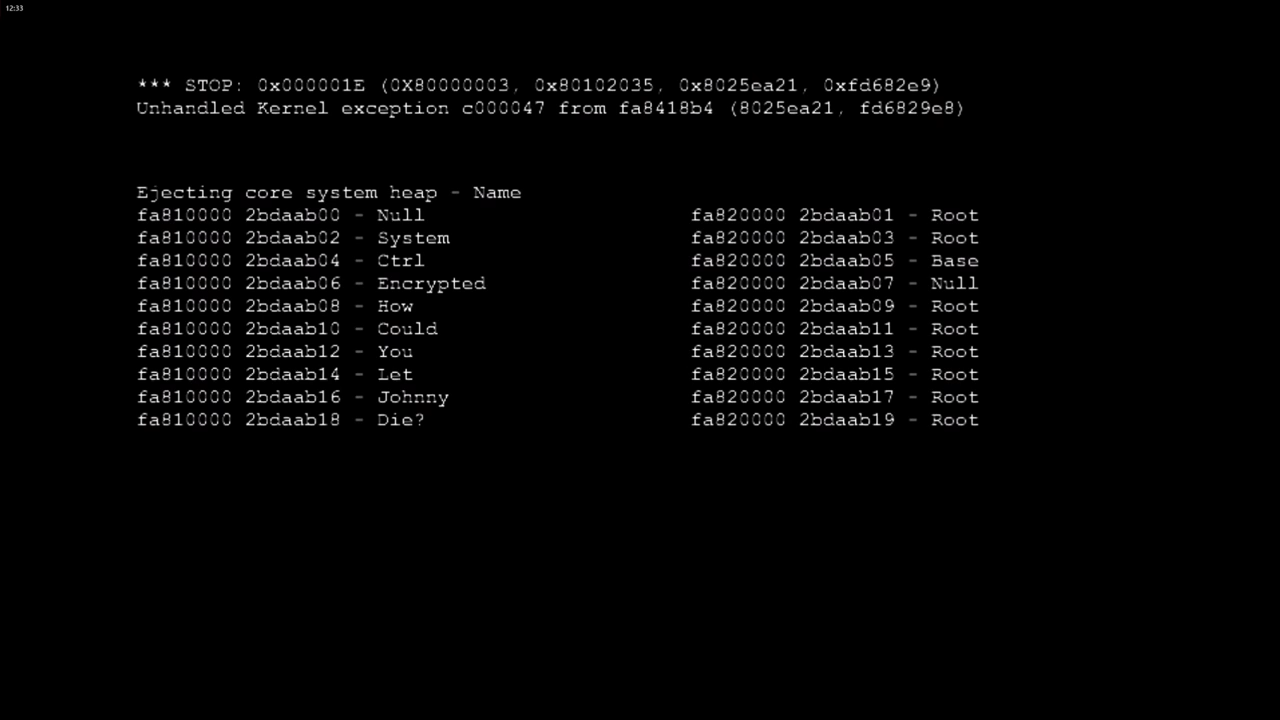 12:33
*** STOP: 0x000001E (0X80000003, 0x80102035, 0x8025ea21, 0xfd682e9)
Unhandled Kernel exception c000047 from fa8418b4 (8025ea21, fd6829e8)
Ejecting core system heap - Name
fa810000 2bdaab00 - Null fa820000 2bdaab01 - Root
fa810000 2bdaab02 - System fa820000 2bdaab03 - Root
fa810000 2bdaab04 - Ctrl fa820000 2bdaab05 - Base
fa810000 2bdaab06 - Encrypted fa820000 2bdaab07 - Null
fa810000 2bdaab08 - How fa820000 2bdaab09 - Root
fa810000 2bdaab10 - Could fa820000 2bdaab11 - Root
fa810000 2bdaab12 - You fa820000 2bdaab13 - Root
fa810000 2bdaab14 - Let fa820000 2bdaab15 - Root
fa810000 2bdaab16 - Johnny fa820000 2bdaab17 - Root
fa810000 2bdaab18 - Die? fa820000 2bdaab19 - Root